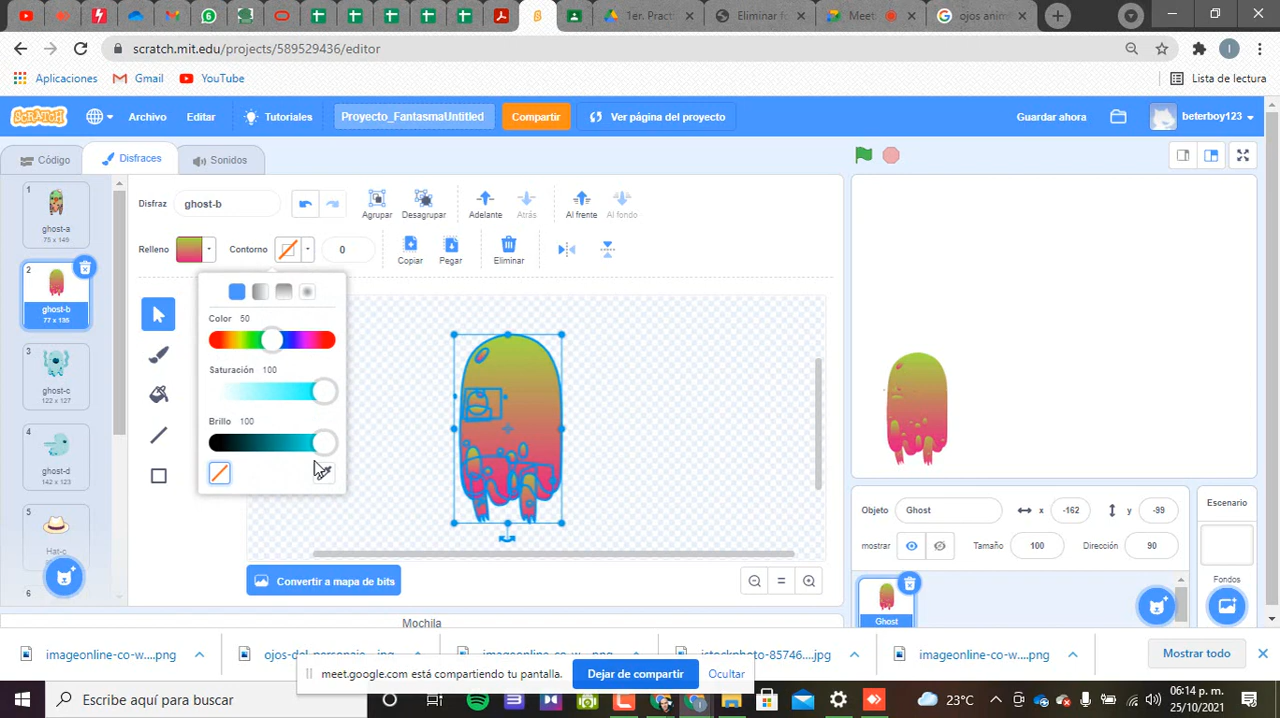 1er. Pract
Eliminar f
Meet
ojos anim
scratch.mit.edu/projects/589529436/editor
Aplicaciones
Gmail
YouTube
Lista de lectura
SCRATCH
Archivo
Editar
Tutoriales
Proyecto_FantasmaUntitled
Compartir
Ver página del proyecto
Guardar ahora
beterboy123
Código
Disfraces
Sonidos
1
ghost-a
75 x 149
2
ghost-b
77 x 135
3
ghost-c
122 x 127
4
ghost-d
142 x 123
5
Hat-c
6
Disfraz
ghost-b
Agrupar
Desagrupar
Adelante
Atrás
Al frente
Al fondo
Relleno
Contorno
0
Copiar
Pegar
Eliminar
Color 50
Saturación 100
Brillo 100
Convertir a mapa de bits
Mochila
Objeto
Ghost
x
-162
y
-99
mostrar
Tamaño
100
Dirección
90
Escenario
Fondos
Ghost
imageonline-co-w....png
ojos-del-personaje
imageonline-co-w....png
istockphoto-85746....jpg
imageonline-co-w....png
Mostrar todo
meet.google.com está compartiendo tu pantalla.
Dejar de compartir
Ocultar
Escribe aquí para buscar
23°C
06:14 p. m.
25/10/2021